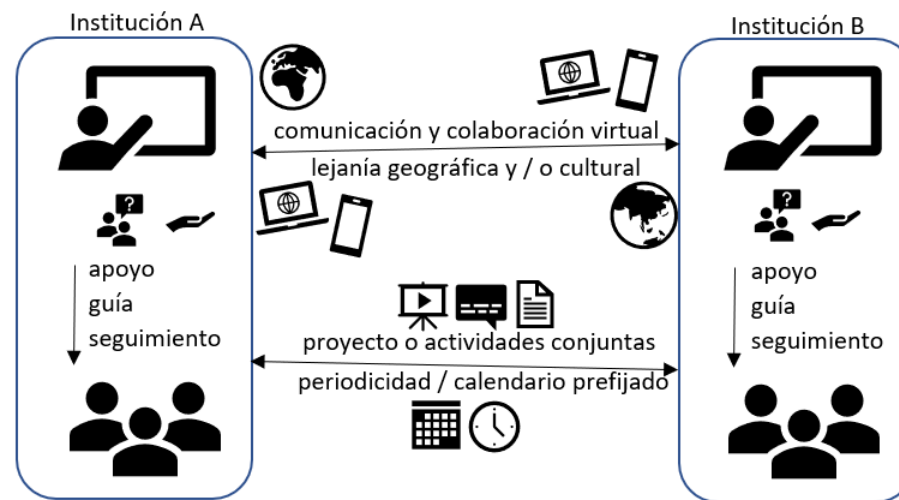 Institución A
Institución B
comunicación y colaboración virtual
lejanía geográfica y / o cultural
?
?
apoyo
guía
seguimiento
apoyo
guía
seguimiento
proyecto o actividades conjuntas
periodicidad / calendario prefijado